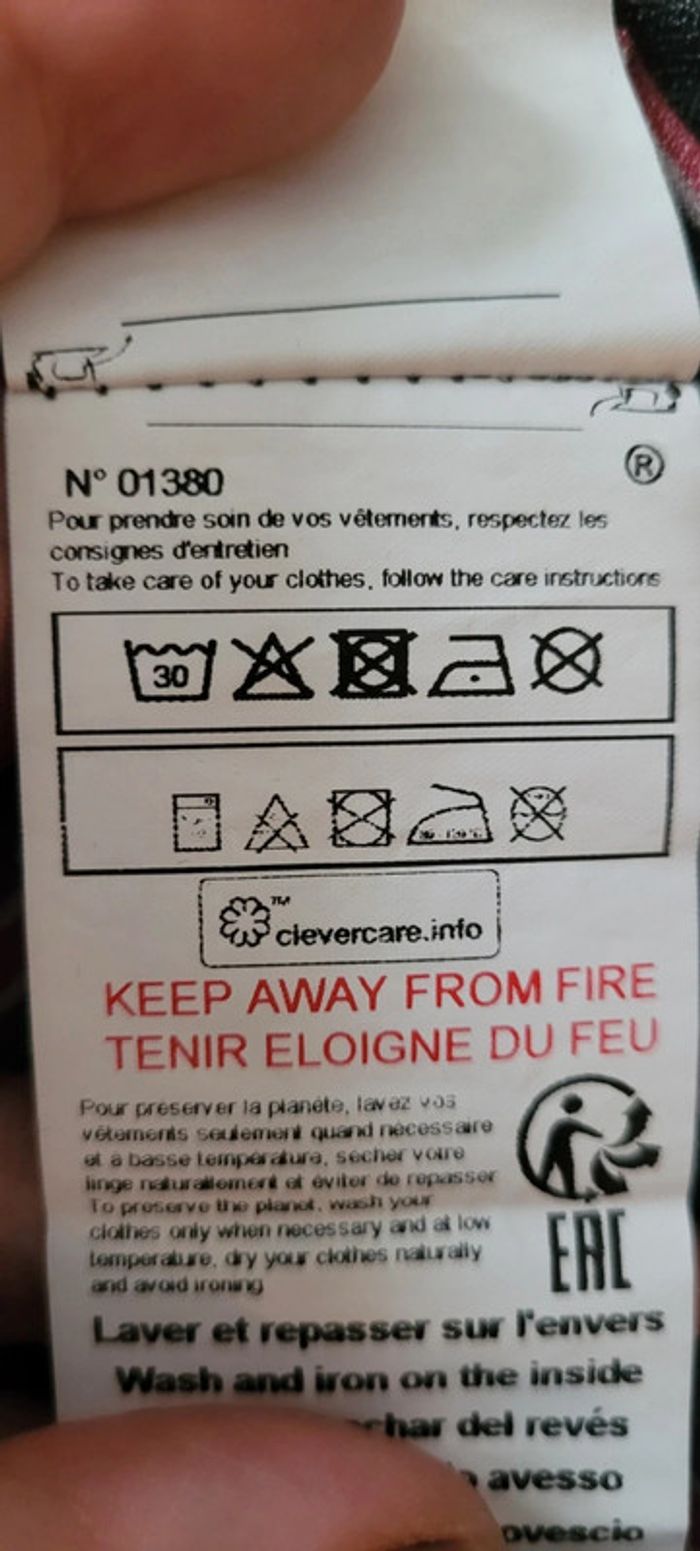 N° 01380
®
Pour prendre soin de vos vêtements, respectez les
consignes d'entretien
To take care of your clothes, follow the care instructions
30
clevercare.info
TM
KEEP AWAY FROM FIRE
TENIR ELOIGNE DU FEU
Pour préserver la planète, lavez vos
vêtements seulement quand nécessaire
et à basse température, sécher votre
linge naturellement et éviter de repasser
To preserve the planet, wash your
clothes only when necessary and at low
temperature, dry your clothes naturally
and avoid ironing
EAC
Laver et repasser sur l'envers
Wash and iron on the inside
char del revés
avesso
ovescio